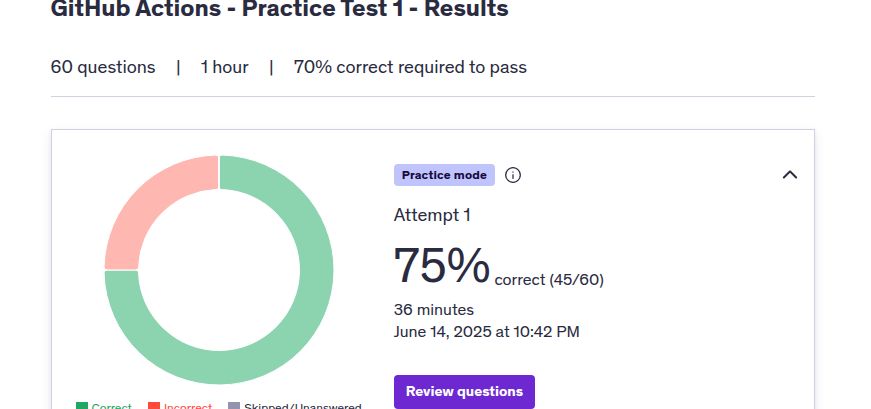 GitHub Actions - Practice Test 1 - Results
60 questions | 1 hour | 70% correct required to pass
Practice mode
Attempt 1
75% correct (45/60)
36 minutes
June 14, 2025 at 10:42 PM
Review questions
Correct Incorrect Skipped/Unanswered